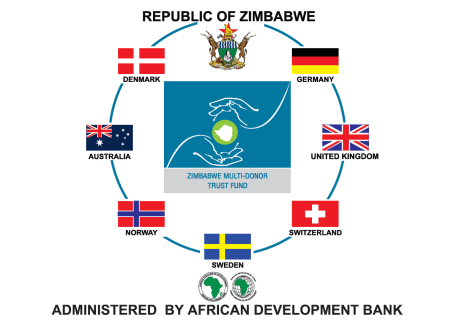 REPUBLIC OF ZIMBABWE
DENMARK
GERMANY
AUSTRALIA
UNITED KINGDOM
ZIMBABWE MULTI-DONOR
TRUST FUND
NORWAY
SWITZERLAND
SWEDEN
ADMINISTERED BY AFRICAN DEVELOPMENT BANK